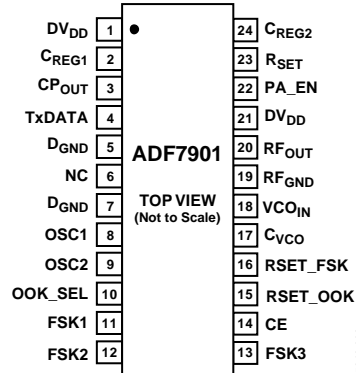 DVDD 1 24 CREG2
CREG1 2 23 RSET
CPOUT 3 22 PA_EN
TxDATA 4 21 DVDD
DGND 5 ADF7901 20 RFOUT
NC 6 19 RFGND
DGND 7 TOP VIEW 18 VCOIN
(Not to Scale)
OSC1 8 17 CVCO
OSC2 9 16 RSET_FSK
OOK_SEL 10 15 RSET_OOK
FSK1 11 14 CE
FSK2 12 13 FSK3